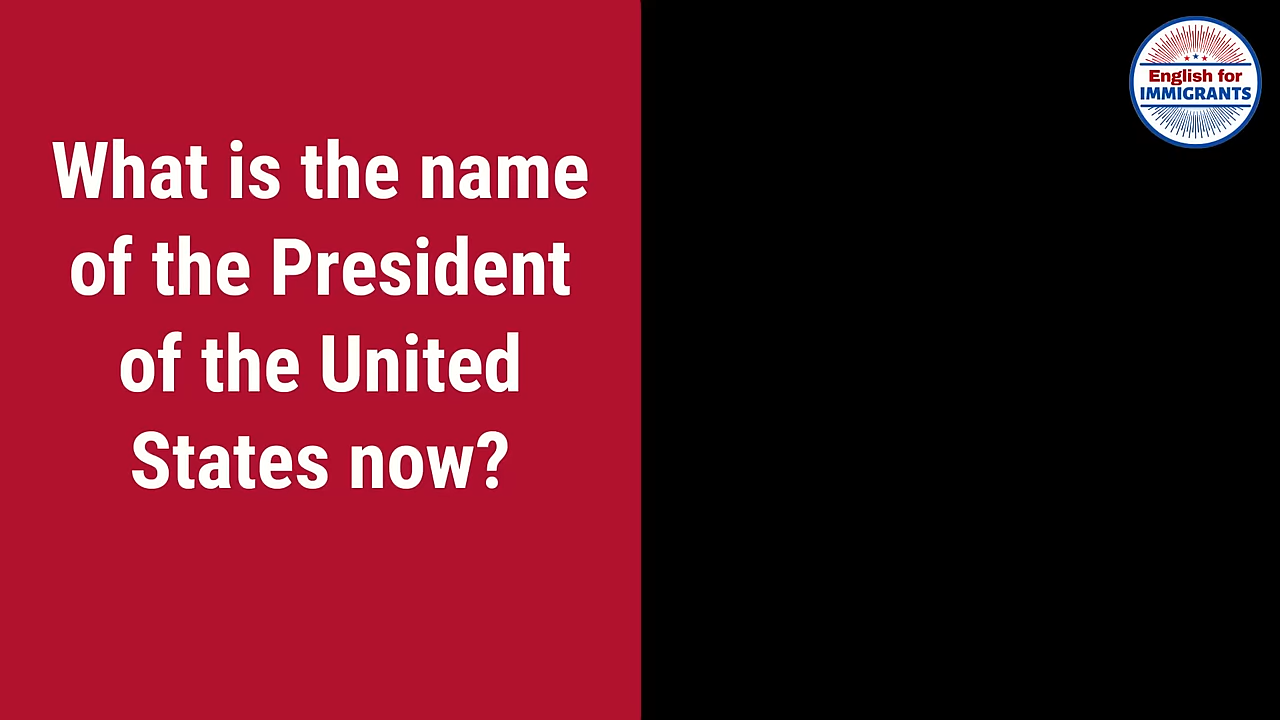 What is the name
of the President
of the United
States now?
English for
IMMIGRANTS